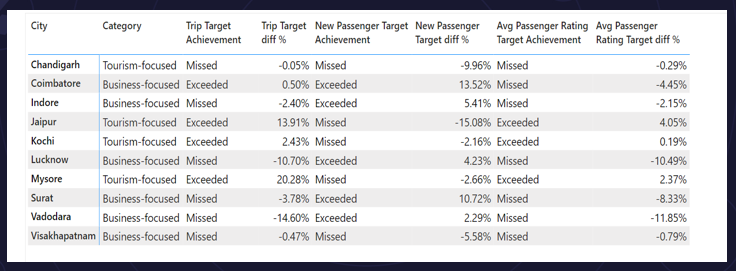 City Category Trip Target Achievement Trip Target diff % New Passenger Target Achievement New Passenger Target diff % Avg Passenger Rating Target Achievement Avg Passenger Rating Target diff %
Chandigarh Tourism-focused Missed -0.05% Missed -9.96% Missed -0.29%
Coimbatore Business-focused Exceeded 0.50% Exceeded 13.52% Missed -4.45%
Indore Business-focused Missed -2.40% Exceeded 5.41% Missed -2.15%
Jaipur Tourism-focused Exceeded 13.91% Missed -15.08% Exceeded 4.05%
Kochi Tourism-focused Exceeded 2.43% Missed -2.16% Exceeded 0.19%
Lucknow Business-focused Missed -10.70% Exceeded 4.23% Missed -10.49%
Mysore Tourism-focused Exceeded 20.28% Missed -2.66% Exceeded 2.37%
Surat Business-focused Missed -3.78% Exceeded 10.72% Missed -8.33%
Vadodara Business-focused Missed -14.60% Exceeded 2.29% Missed -11.85%
Visakhapatnam Business-focused Missed -0.47% Missed -5.58% Missed -0.79%